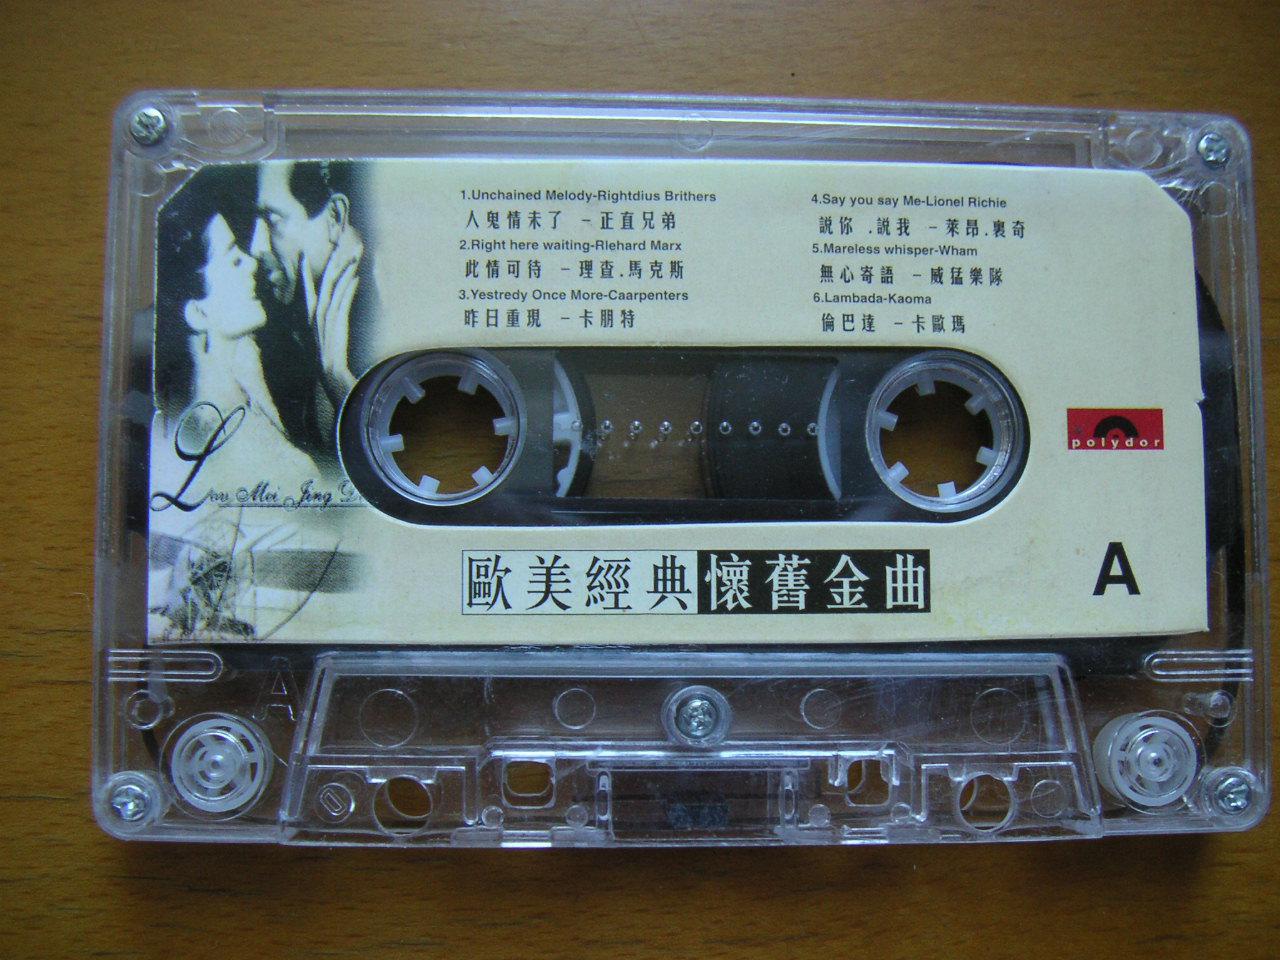 1.Unchained Melody-Rightdius Brithers
人鬼情未了 －正直兄弟
2.Right here waiting-Rlehard Marx
此情可待 －理查.馬克斯
3.Yestredy Once More-Caarpenters
昨日重現 －卡朋特
4.Say you say Me-Lionel Richie
説你 .説我 －萊昂.裏奇
5.Mareless whisper-Wham
無心寄語 －威猛樂隊
6.Lambada-Kaoma
倫巴達 －卡歐瑪
polydor
Mei Jing
歐美經典懷舊金曲
A
A